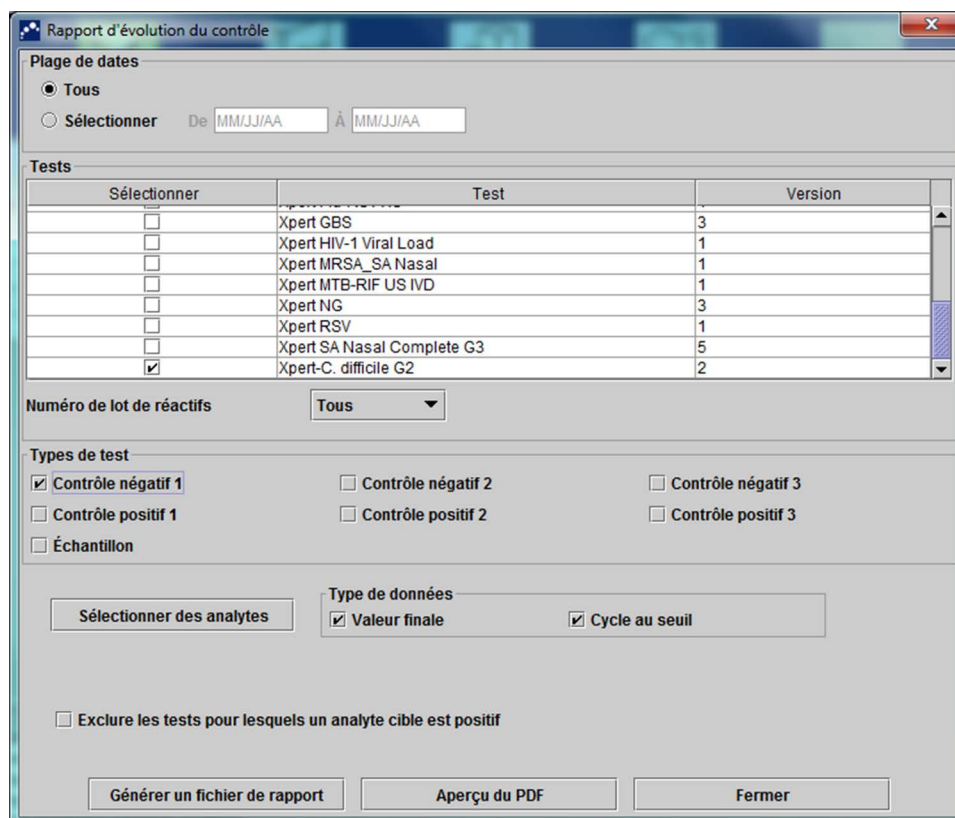 Rapport d'évolution du contrôle
Plage de dates
Tous
Sélectionner De MM/JJ/AA À MM/JJ/AA
Tests
Sélectionner Test Version
Xpert GBS 3
Xpert HIV-1 Viral Load 1
Xpert MRSA_SA Nasal 1
Xpert MTB-RIF US IVD 1
Xpert NG 3
Xpert RSV 1
Xpert SA Nasal Complete G3 5
Xpert-C. difficile G2 2
Numéro de lot de réactifs Tous
Types de test
Contrôle négatif 1 Contrôle négatif 2 Contrôle négatif 3
Contrôle positif 1 Contrôle positif 2 Contrôle positif 3
Échantillon
Type de données
Sélectionner des analytes Valeur finale Cycle au seuil
Exclure les tests pour lesquels un analyte cible est positif
Générer un fichier de rapport Aperçu du PDF Fermer